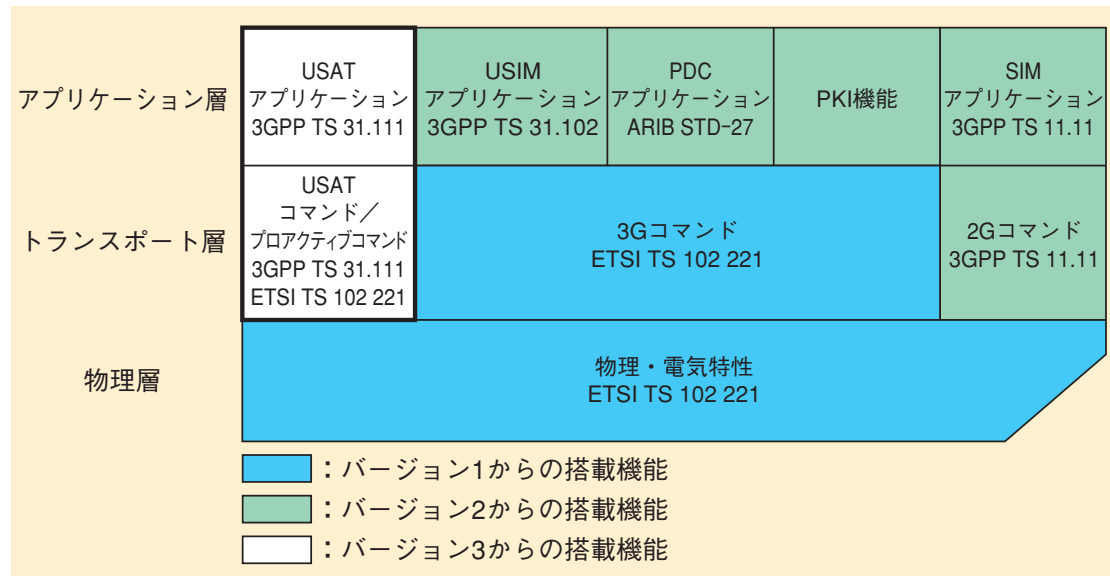 アプリケーション層
USAT
アプリケーション
3GPP TS 31.111
USIM
アプリケーション
3GPP TS 31.102
PDC
アプリケーション
ARIB STD-27
PKI機能
SIM
アプリケーション
3GPP TS 11.11
トランスポート層
USAT
コマンド／
プロアクティブコマンド
3GPP TS 31.111
ETSI TS 102 221
3Gコマンド
ETSI TS 102 221
2Gコマンド
3GPP TS 11.11
物理層
物理・電気特性
ETSI TS 102 221
：バージョン1からの搭載機能
：バージョン2からの搭載機能
：バージョン3からの搭載機能